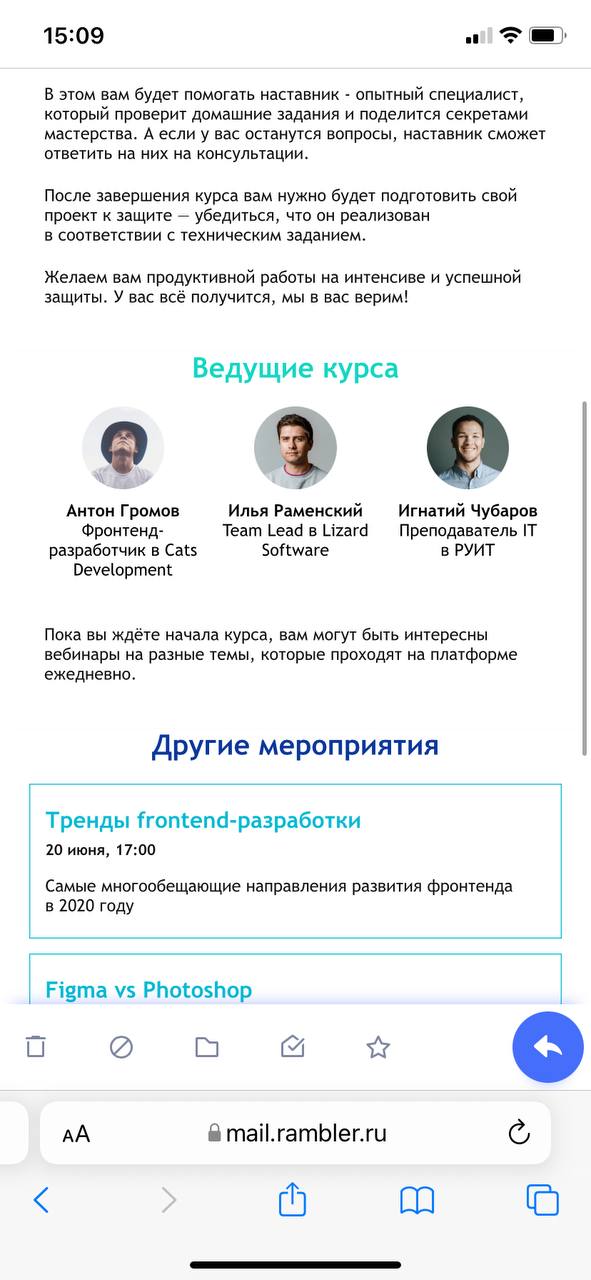 15:09
В этом вам будет помогать наставник - опытный специалист,
который проверит домашние задания и поделится секретами
мастерства. А если у вас останутся вопросы, наставник сможет
ответить на них на консультации.
После завершения курса вам нужно будет подготовить свой
проект к защите — убедиться, что он реализован
в соответствии с техническим заданием.
Желаем вам продуктивной работы на интенсиве и успешной
защиты. У вас всё получится, мы в вас верим!
Ведущие курса
Антон Громов
Фронтенд-
разработчик в Cats
Development
Илья Раменский
Team Lead в Lizard
Software
Игнатий Чубаров
Преподаватель IT
в РУИТ
Пока вы ждёте начала курса, вам могут быть интересны
вебинары на разные темы, которые проходят на платформе
ежедневно.
Другие мероприятия
Тренды frontend-разработки
20 июня, 17:00
Самые многообещающие направления развития фронтенда
в 2020 году
Figma vs Photoshop
AA
mail.rambler.ru